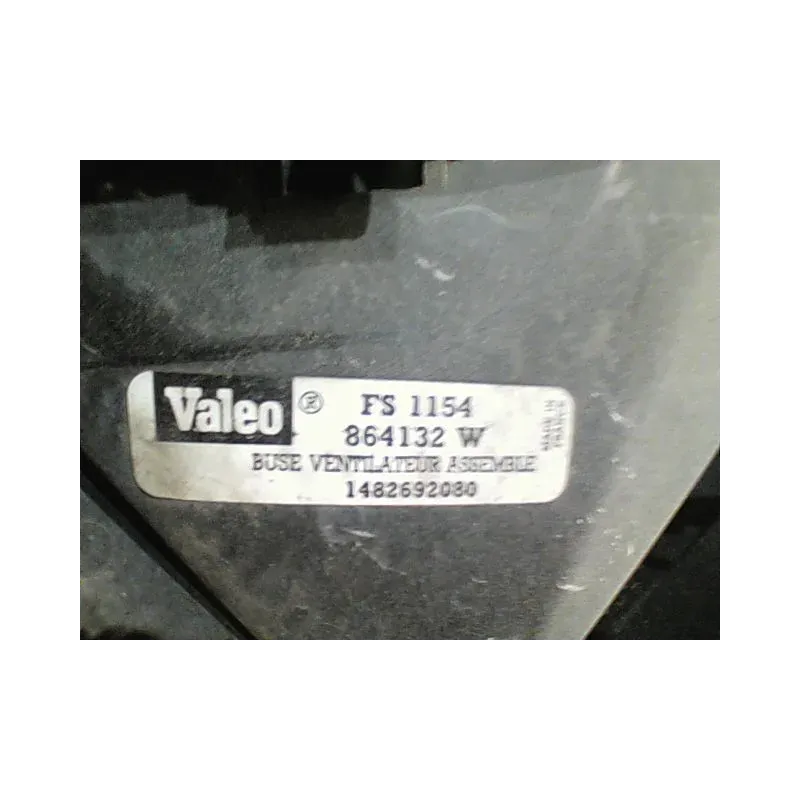 Valeo ® FS 1154
864132 W
BUSE VENTILATEUR ASSEMBLE
1482692080
MADE IN
FRANCE